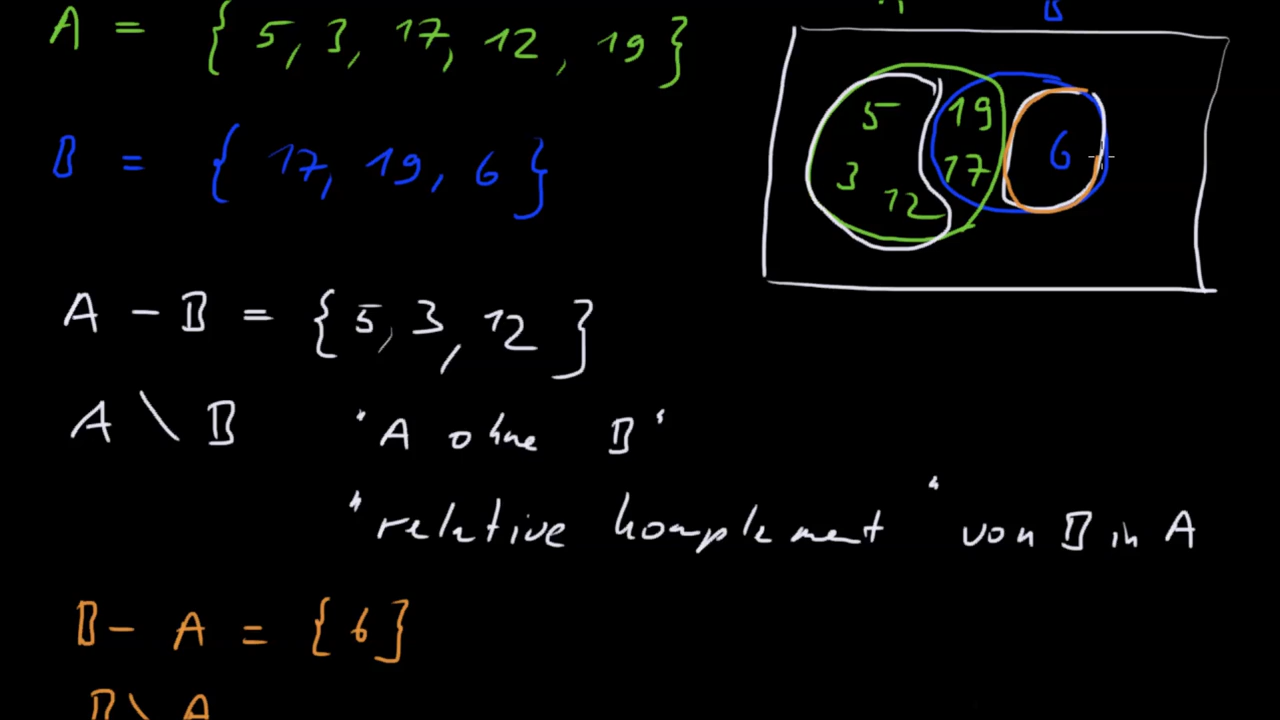 A = { 5, 3, 17, 12, 19 }
A B
B = { 17, 19, 6 }
5 19
3 17 6
12
A - B = { 5, 3, 12 }
A \ B "A ohne B"
"relative komplement" von B in A
B - A = { 6 }
B \ A